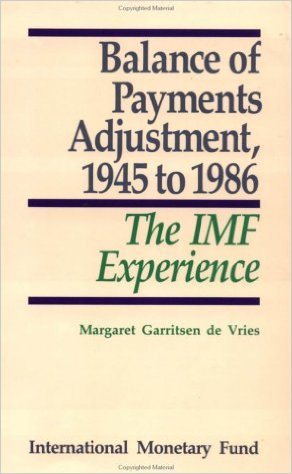 Balance of
Payments
Adjustment,
1945 to 1986
The IMF
Experience
Margaret Garritsen de Vries
International Monetary Fund